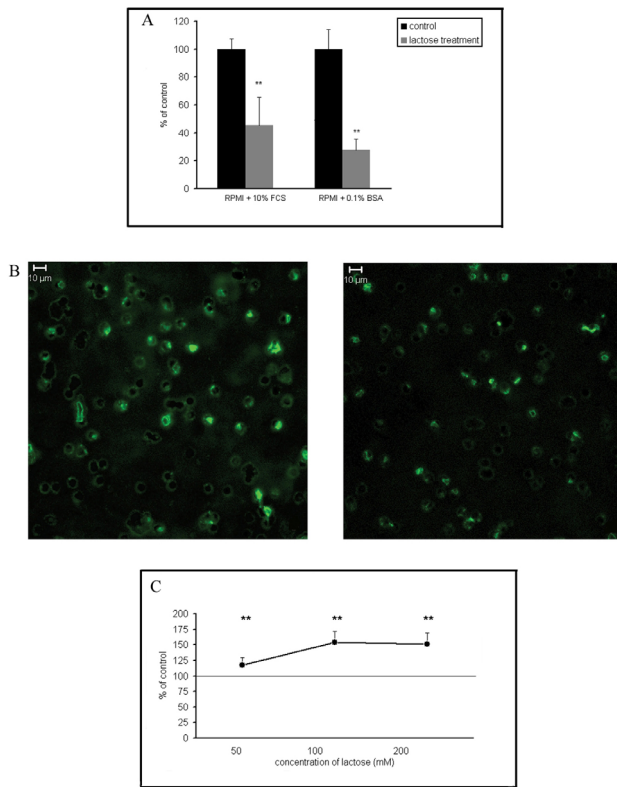 A
control
lactose treatment
% of control
120
100
80
60
40
20
0
**
**
RPMI + 10% FCS
RPMI + 0.1% BSA
B
10 µm
10 µm
C
% of control
200
175
150
125
100
75
50
25
0
** ** **
50 100 200
concentration of lactose (mM)